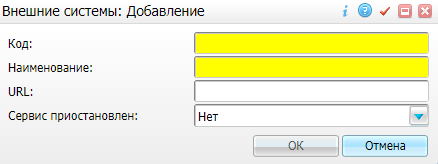 Внешние системы: Добавление
Код:
Наименование:
URL:
Сервис приостановлен: Нет
ОК Отмена